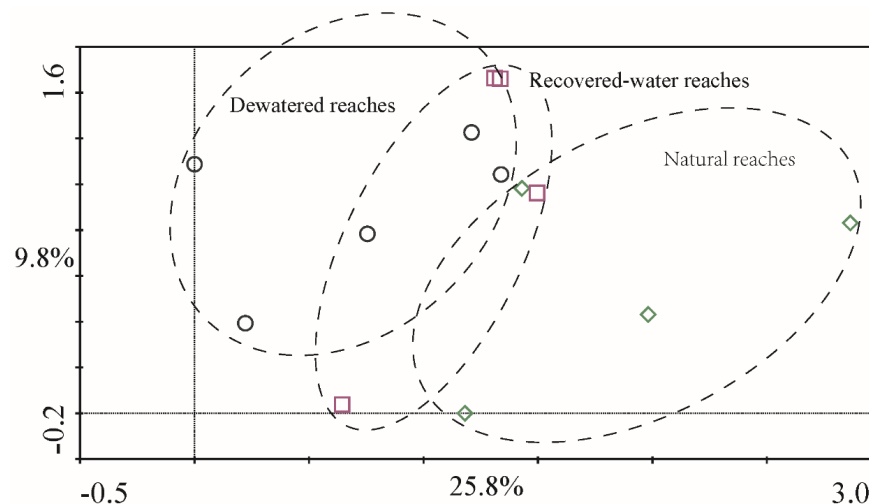 1.6
Recovered-water reaches
Dewatered reaches
Natural reaches
9.8%
-0.2
-0.5
25.8%
3.0